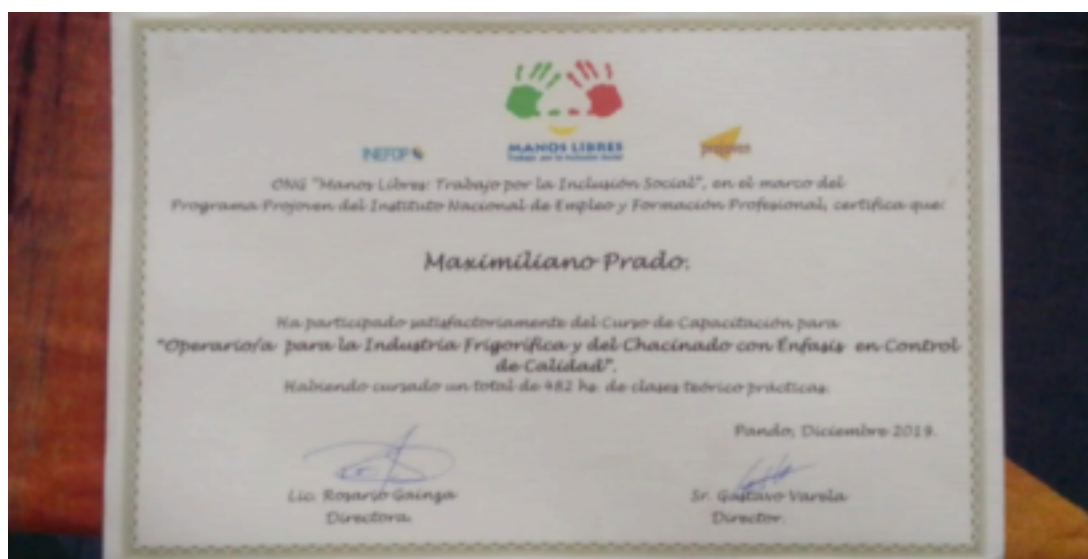 INEFOP
MANOS LIBRES
Trabajo por la Inclusión Social
projoven
ONG "Manos Libres: Trabajo por la Inclusión Social", en el marco del
Programa Projoven del Instituto Nacional de Empleo y Formación Profesional, certifica que:
Maximiliano Prado.
Ha participado satisfactoriamente del Curso de Capacitación para
"Operario/a para la Industria Frigorífica y del Chacinado con Énfasis en Control
de Calidad".
Habiendo cursado un total de 482 hs. de clases teórico prácticas.
Pando, Diciembre 2019.
Lic. Rosario Gainza
Directora.
Sr. Gustavo Varela
Director.